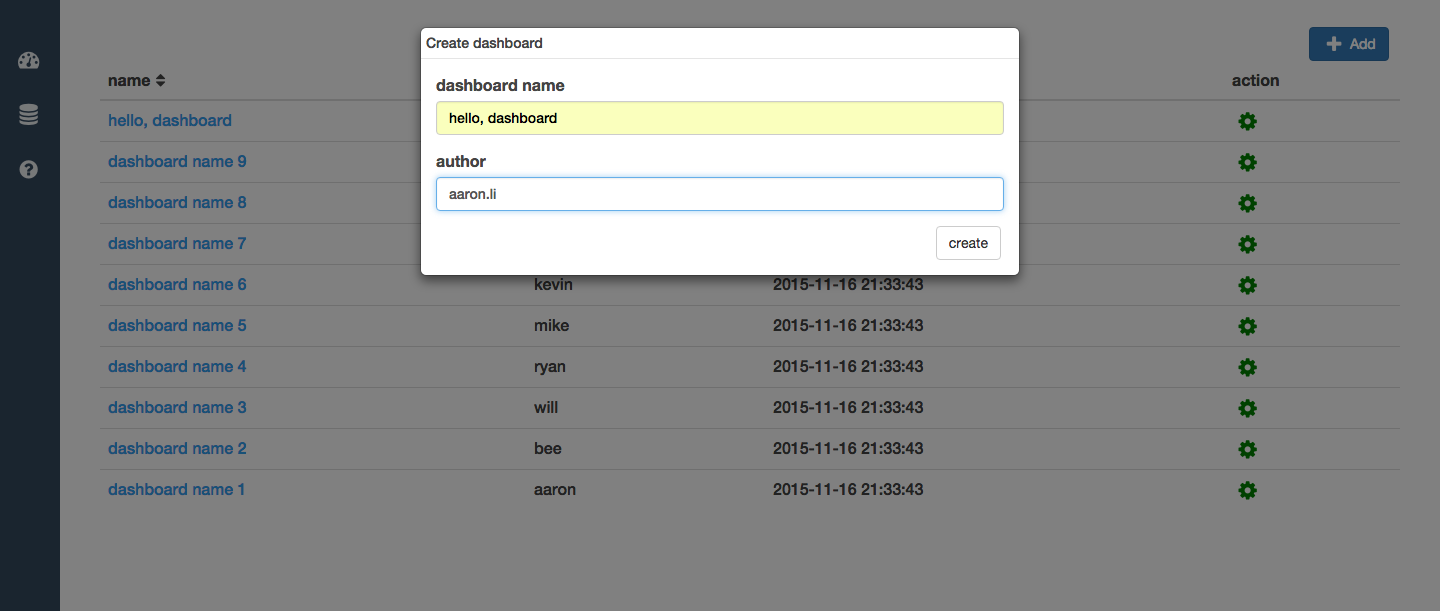 Create dashboard
Add
dashboard name
hello, dashboard
author
aaron.li
create
name action
hello, dashboard
dashboard name 9
dashboard name 8
dashboard name 7
dashboard name 6 kevin 2015-11-16 21:33:43
dashboard name 5 mike 2015-11-16 21:33:43
dashboard name 4 ryan 2015-11-16 21:33:43
dashboard name 3 will 2015-11-16 21:33:43
dashboard name 2 bee 2015-11-16 21:33:43
dashboard name 1 aaron 2015-11-16 21:33:43